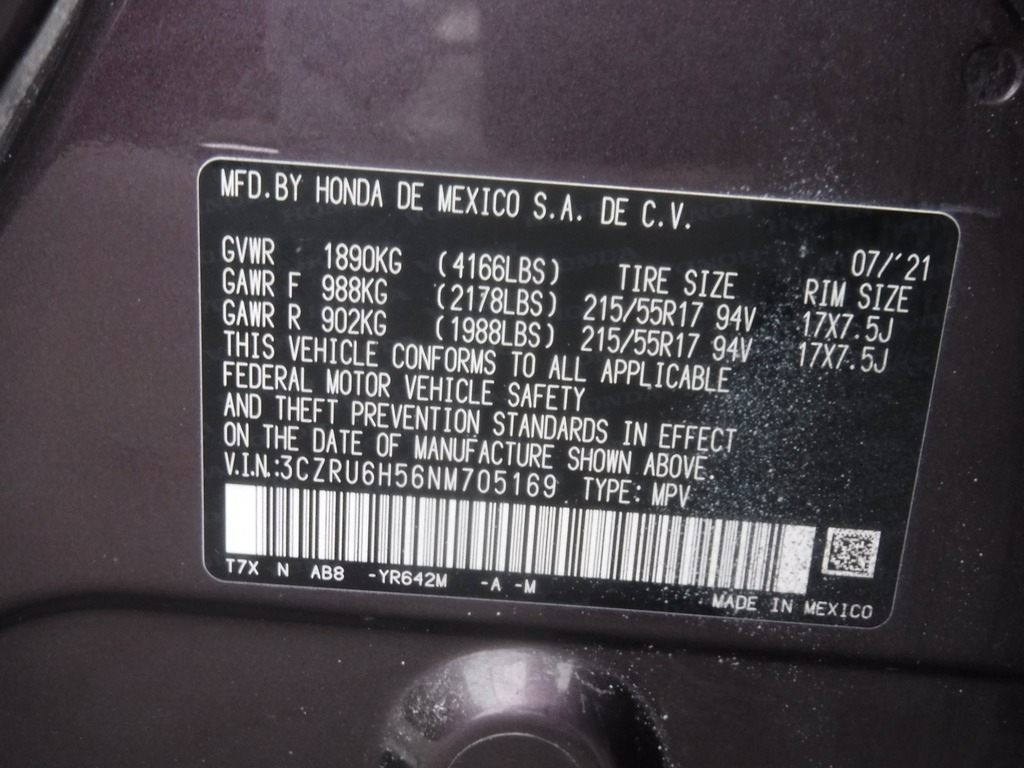 MFD.BY HONDA DE MEXICO S.A. DE C.V.
07/'21
GVWR 1890KG (4166LBS) TIRE SIZE RIM SIZE
GAWR F 988KG (2178LBS) 215/55R17 94V 17X7.5J
GAWR R 902KG (1988LBS) 215/55R17 94V 17X7.5J
THIS VEHICLE CONFORMS TO ALL APPLICABLE
FEDERAL MOTOR VEHICLE SAFETY
AND THEFT PREVENTION STANDARDS IN EFFECT
ON THE DATE OF MANUFACTURE SHOWN ABOVE.
V.I.N.:3CZRU6H56NM705169 TYPE: MPV
T7X N AB8 -YR642M -A -M
MADE IN MEXICO